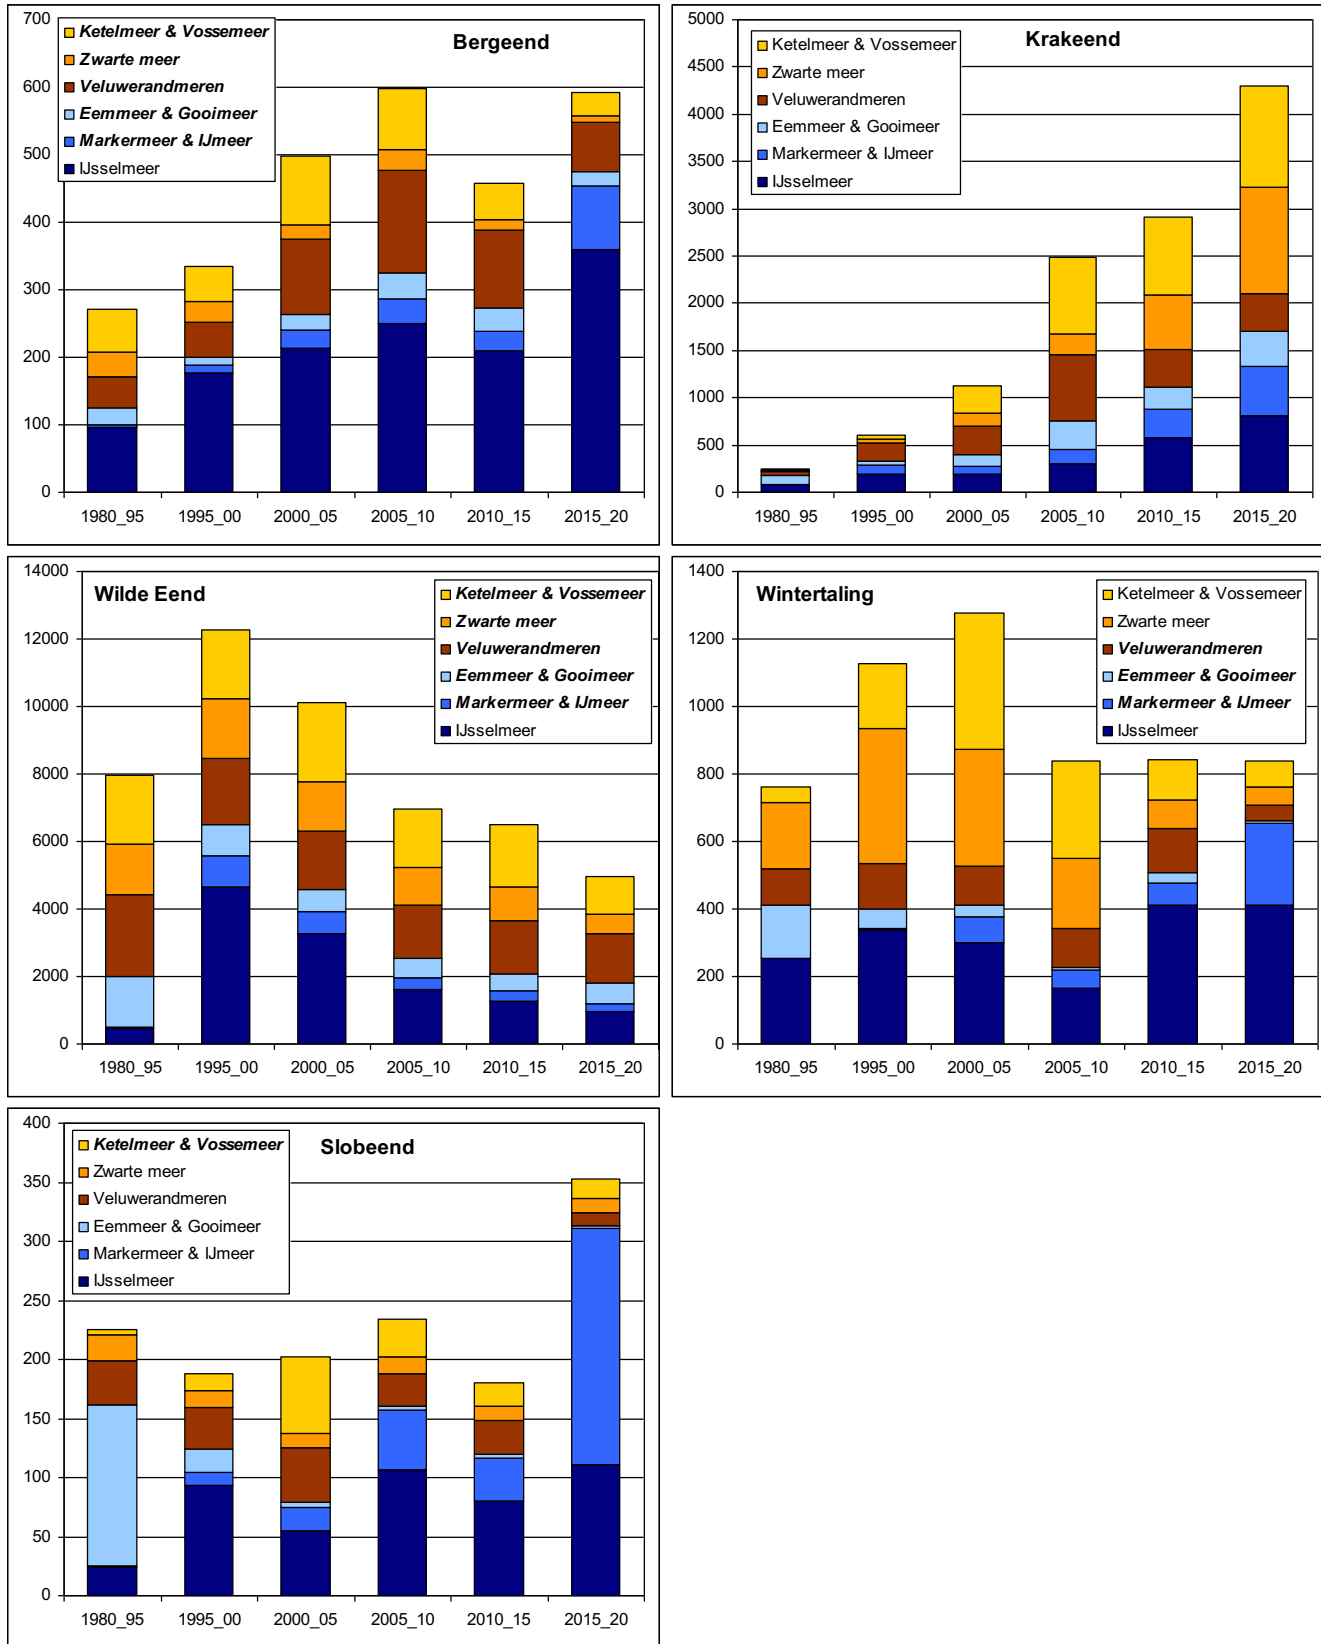 Bergeend
700
600
500
400
300
200
100
0
Ketelmeer & Vossemeer
Zwarte meer
Veluwerandmeren
Eemmeer & Gooimeer
Markermeer & IJmeer
IJsselmeer
1980_95 1995_00 2000_05 2005_10 2010_15 2015_20
Krakeend
5000
4500
4000
3500
3000
2500
2000
1500
1000
500
0
Ketelmeer & Vossemeer
Zwarte meer
Veluwerandmeren
Eemmeer & Gooimeer
Markermeer & IJmeer
IJsselmeer
1980_95 1995_00 2000_05 2005_10 2010_15 2015_20
Wilde Eend
14000
12000
10000
8000
6000
4000
2000
0
Ketelmeer & Vossemeer
Zwarte meer
Veluwerandmeren
Eemmeer & Gooimeer
Markermeer & IJmeer
IJsselmeer
1980_95 1995_00 2000_05 2005_10 2010_15 2015_20
Wintertaling
1400
1200
1000
800
600
400
200
0
Ketelmeer & Vossemeer
Zwarte meer
Veluwerandmeren
Eemmeer & Gooimeer
Markermeer & IJmeer
IJsselmeer
1980_95 1995_00 2000_05 2005_10 2010_15 2015_20
Slobeend
400
350
300
250
200
150
100
50
0
Ketelmeer & Vossemeer
Zwarte meer
Veluwerandmeren
Eemmeer & Gooimeer
Markermeer & IJmeer
IJsselmeer
1980_95 1995_00 2000_05 2005_10 2010_15 2015_20